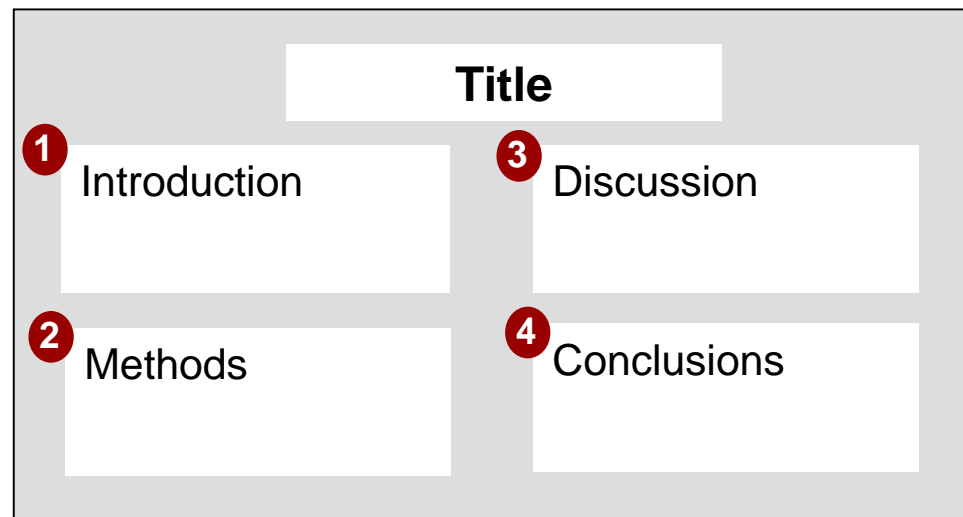 Title
1
Introduction
2
Methods
3
Discussion
4
Conclusions